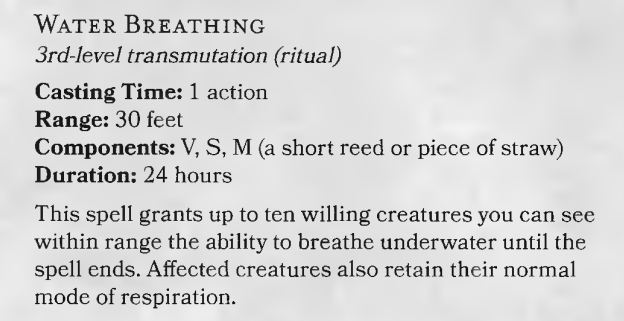 WATER BREATHING
3rd-level transmutation (ritual)
Casting Time: 1 action
Range: 30 feet
Components: V, S, M (a short reed or piece of straw)
Duration: 24 hours
This spell grants up to ten willing creatures you can see
within range the ability to breathe underwater until the
spell ends. Affected creatures also retain their normal
mode of respiration.